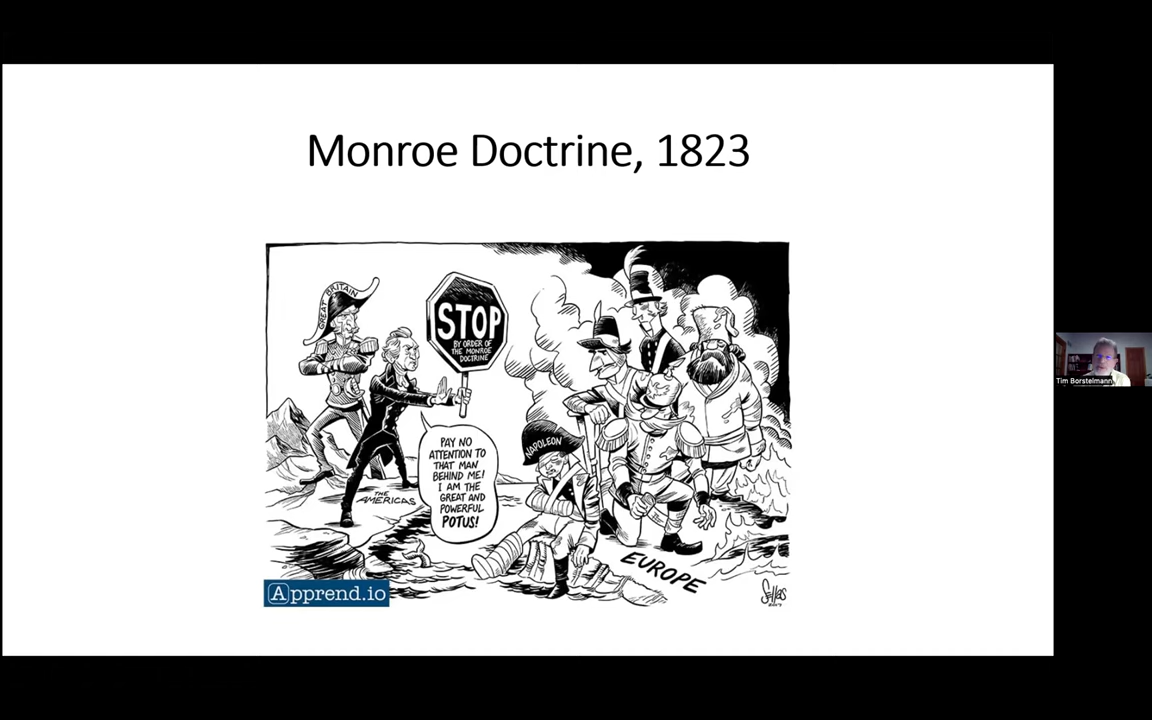 Monroe Doctrine, 1823
GREAT BRITAIN
STOP
BY ORDER OF
THE MONROE
DOCTRINE
PAY NO
ATTENTION TO
THAT MAN
BEHIND ME!
I AM THE
GREAT AND
POWERFUL
POTUS!
THE
AMERICAS
NAPOLEON
EUROPE
Apprend.io
Tim Borstelmann